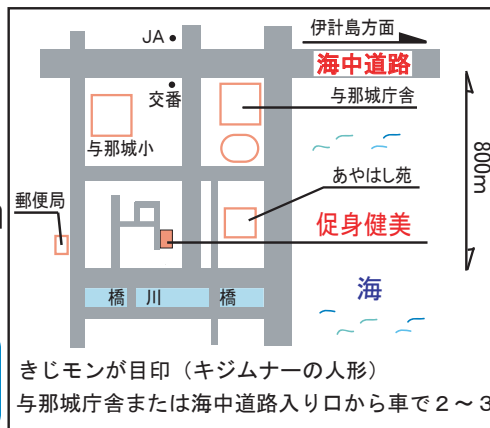 JA
伊計島方面
海中道路
交番
与那城庁舎
与那城小
800m
郵便局
あやはし苑
促身健美
橋 川 橋
海
きじモンが目印(キジムナーの人形)
与那城庁舎または海中道路入り口から車で2〜3